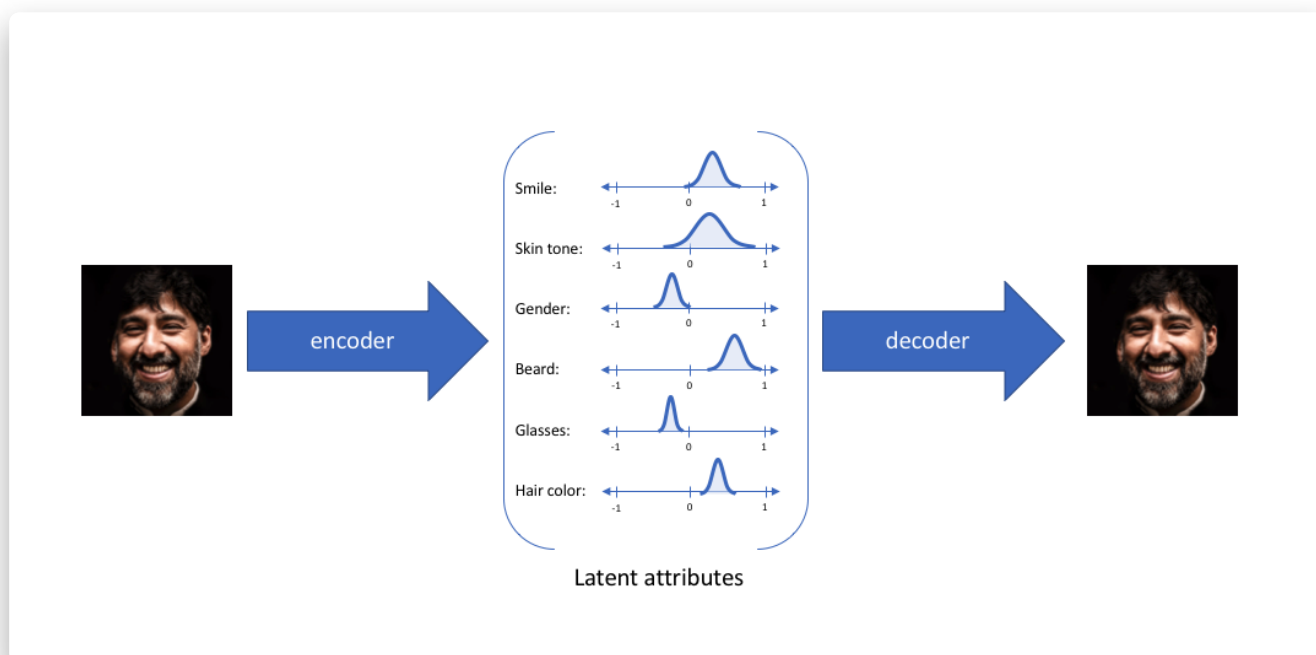 Smile:
-1 0 1
Skin tone:
-1 0 1
Gender:
-1 0 1
encoder
Beard:
-1 0 1
decoder
Glasses:
-1 0 1
Hair color:
-1 0 1
Latent attributes